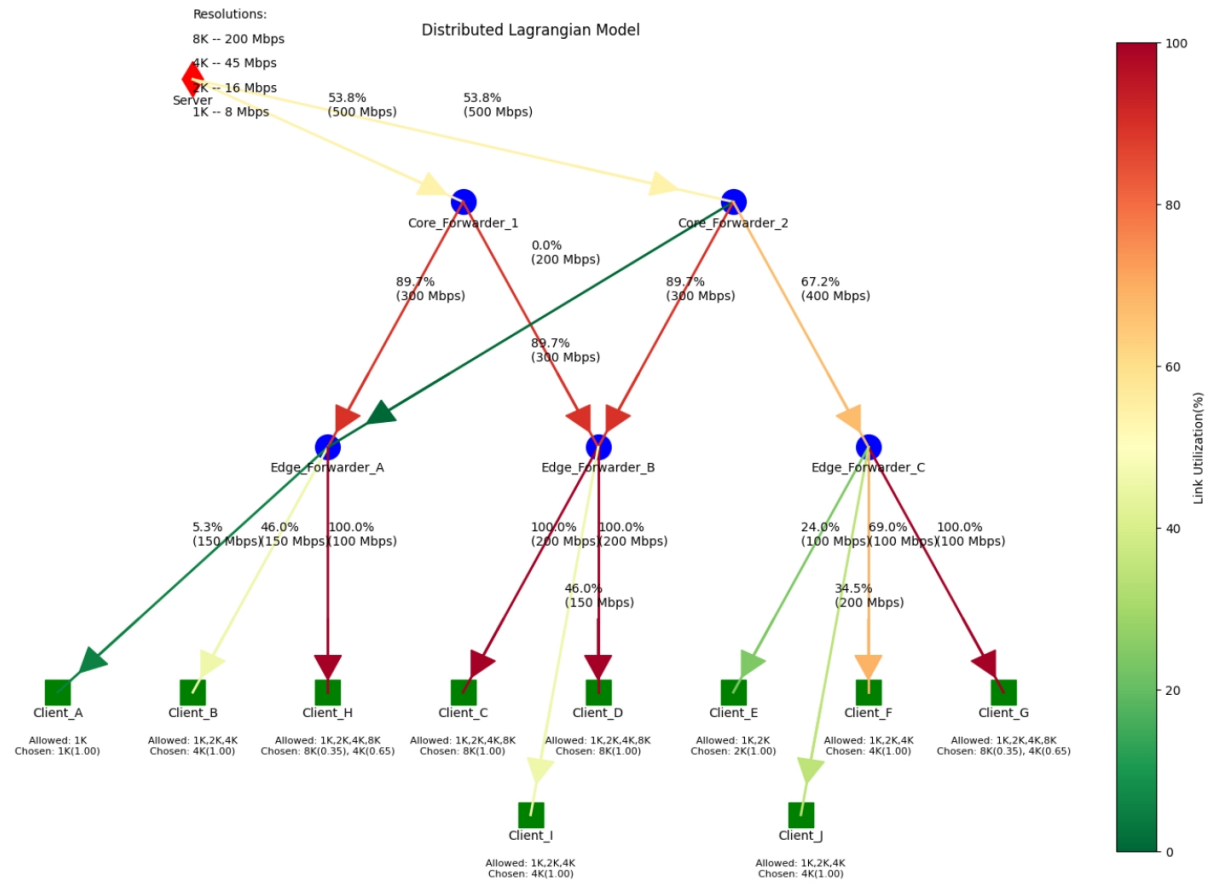 Resolutions:
Distributed Lagrangian Model
8K -- 200 Mbps
4K -- 45 Mbps
2K -- 16 Mbps
Server
1K -- 8 Mbps
53.8%
(500 Mbps)
53.8%
(500 Mbps)
Core_Forwarder_1
Core_Forwarder_2
0.0%
(200 Mbps)
89.7%
(300 Mbps)
89.7%
(300 Mbps)
67.2%
(400 Mbps)
89.7%
(300 Mbps)
Edge_Forwarder_A
Edge_Forwarder_B
Edge_Forwarder_C
5.3%
(150 Mbps)
46.0%
(150 Mbps)
100.0%
(100 Mbps)
100.0%
(200 Mbps)
100.0%
(200 Mbps)
24.0%
(100 Mbps)
69.0%
(100 Mbps)
100.0%
(100 Mbps)
46.0%
(150 Mbps)
34.5%
(200 Mbps)
Client_A
Allowed: 1K
Chosen: 1K(1.00)
Client_B
Allowed: 1K,2K,4K
Chosen: 4K(1.00)
Client_H
Allowed: 1K,2K,4K,8K
Chosen: 8K(0.35), 4K(0.65)
Client_C
Allowed: 1K,2K,4K,8K
Chosen: 8K(1.00)
Client_D
Allowed: 1K,2K,4K,8K
Chosen: 8K(1.00)
Client_E
Allowed: 1K,2K
Chosen: 2K(1.00)
Client_F
Allowed: 1K,2K,4K
Chosen: 4K(1.00)
Client_G
Allowed: 1K,2K,4K,8K
Chosen: 8K(0.35), 4K(0.65)
Client_I
Allowed: 1K,2K,4K
Chosen: 4K(1.00)
Client_J
Allowed: 1K,2K,4K
Chosen: 4K(1.00)
100
80
60
40
20
0
Link Utilization(%)